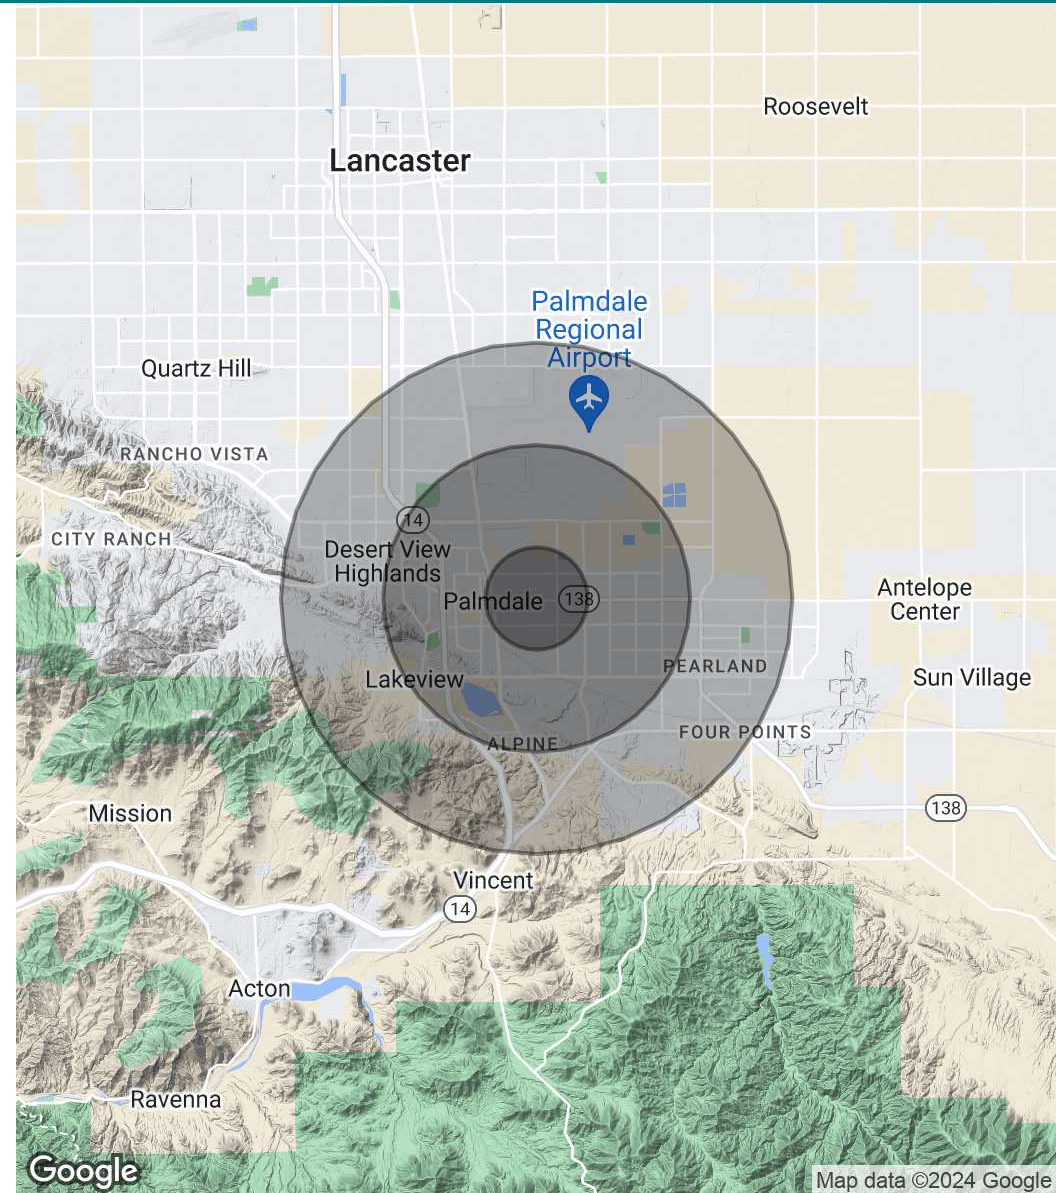 Roosevelt
Lancaster
Palmdale
Regional
Airport
Quartz Hill
RANCHO VISTA
14
CITY RANCH
Desert View
Highlands
Antelope
Center
Palmdale
138
PEARLAND
Lakeview
Sun Village
FOUR POINTS
ALPINE
Mission
138
Vincent
14
Acton
Ravenna
Google
Map data ©2024 Google